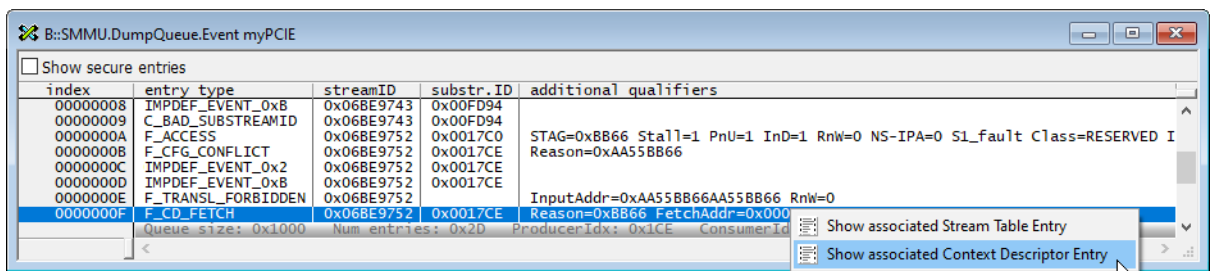 B::SMMU.DumpQueue.Event myPCIE
Show secure entries
index entry type streamID substr.ID additional qualifiers
00000008 IMPDEF_EVENT_0xB 0x06BE9743 0x00FD94
00000009 C_BAD_SUBSTREAMID 0x06BE9743 0x00FD94
0000000A F_ACCESS 0x06BE9752 0x0017C0 STAG=0xBB66 Stall=1 PnU=1 InD=1 RnW=0 NS-IPA=0 S1_fault Class=RESERVED I
0000000B F_CFG_CONFLICT 0x06BE9752 0x0017CE Reason=0xAA55BB66
0000000C IMPDEF_EVENT_0x2 0x06BE9752 0x0017CE
0000000D IMPDEF_EVENT_0xB 0x06BE9752 0x0017CE
0000000E F_TRANSL_FORBIDDEN 0x06BE9752 InputAddr=0xAA55BB66AA55BB66 RnW=0
0000000F F_CD_FETCH 0x06BE9752 0x0017CE Reason=0xBB66 FetchAddr=0x000
Queue size: 0x1000 Num entries: 0x2D ProducerIdx: 0x1CE ConsumerId
Show associated Stream Table Entry
Show associated Context Descriptor Entry